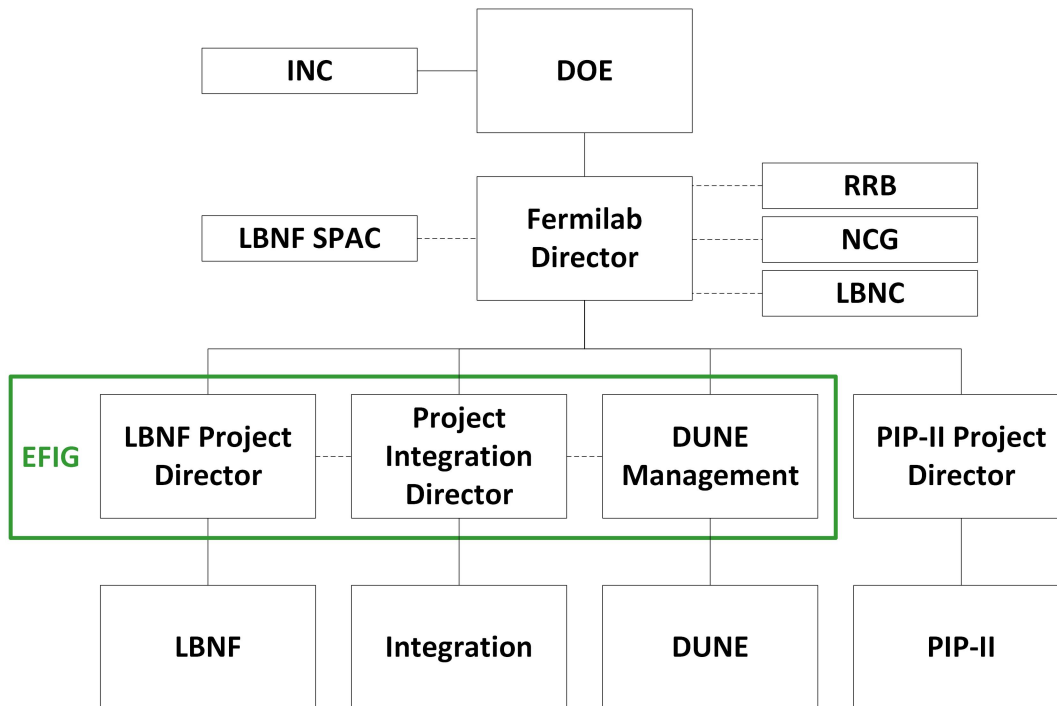 INC
DOE
RRB
LBNF SPAC
Fermilab
Director
NCG
LBNC
EFIG
LBNF Project
Director
Project
Integration
Director
DUNE
Management
PIP-II Project
Director
LBNF
Integration
DUNE
PIP-II